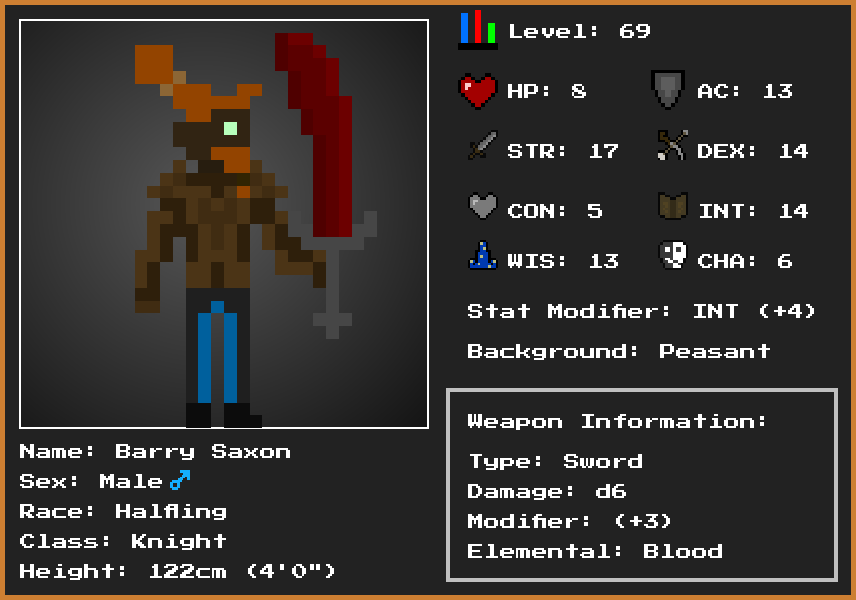 Level: 69
HP: 8
AC: 13
STR: 17
DEX: 14
CON: 5
INT: 14
WIS: 13
CHA: 6
Stat Modifier: INT (+4)
Background: Peasant
Weapon Information:
Type: Sword
Damage: d6
Modifier: (+3)
Elemental: Blood
Name: Barry Saxon
Sex: Male♂
Race: Halfling
Class: Knight
Height: 122cm (4'0")